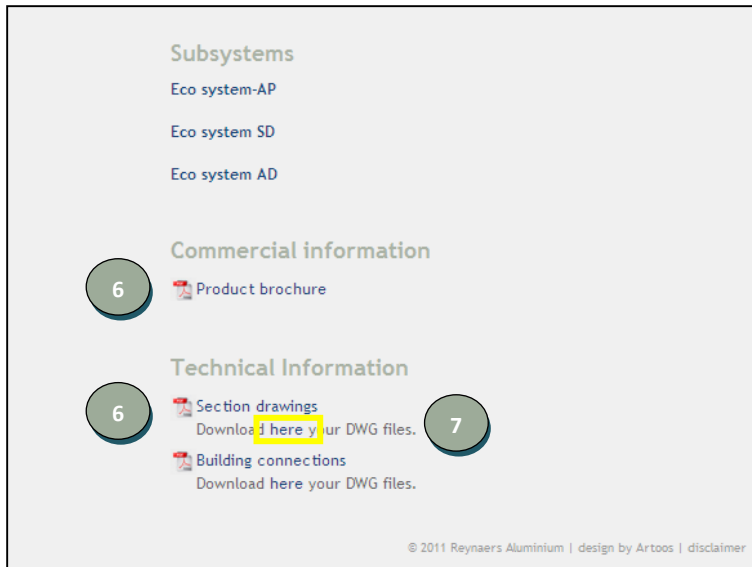 Subsystems
Eco system-AP
Eco system SD
Eco system AD
Commercial information
6 Product brochure
Technical Information
6 Section drawings
Download here your DWG files. 7
Building connections
Download here your DWG files.
© 2011 Reynaers Aluminium | design by Artoos | disclaimer